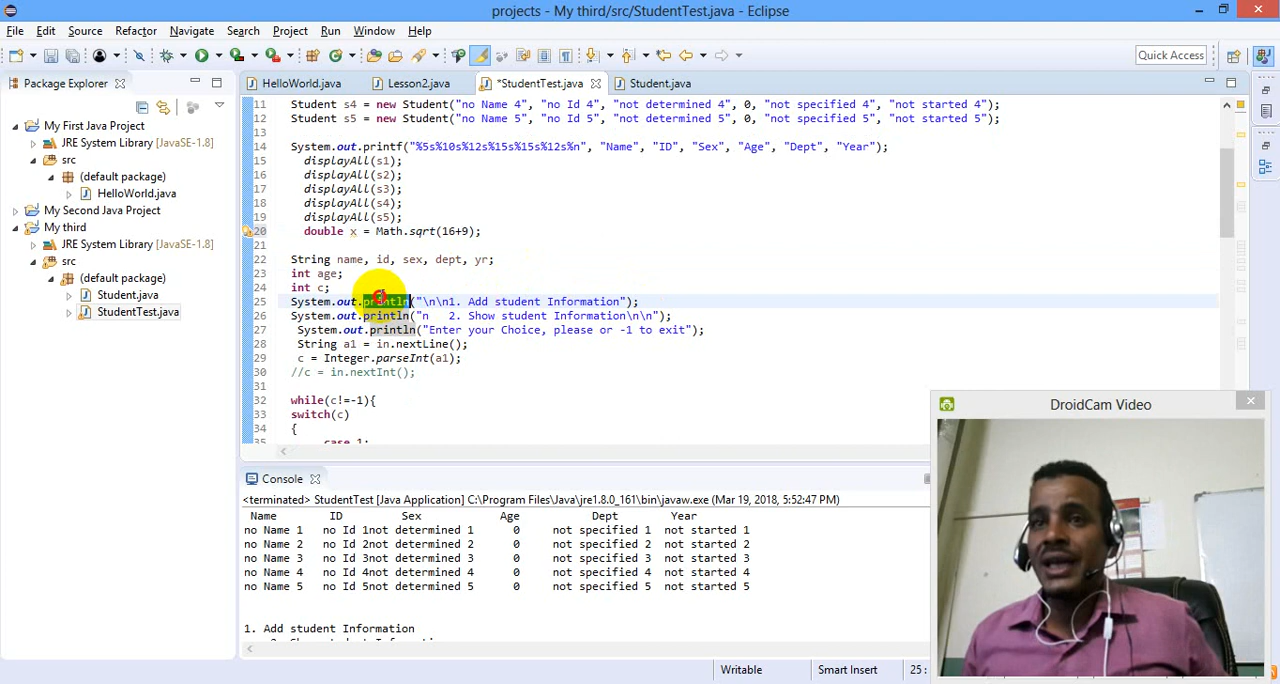 projects - My third/src/StudentTest.java - Eclipse
File Edit Source Refactor Navigate Search Project Run Window Help
Quick Access
Package Explorer
HelloWorld.java Lesson2.java *StudentTest.java Student.java
My First Java Project
JRE System Library [JavaSE-1.8]
src
(default package)
HelloWorld.java
My Second Java Project
My third
JRE System Library [JavaSE-1.8]
src
(default package)
Student.java
StudentTest.java
11 Student s4 = new Student("no Name 4", "no Id 4", "not determined 4", 0, "not specified 4", "not started 4");
12 Student s5 = new Student("no Name 5", "no Id 5", "not determined 5", 0, "not specified 5", "not started 5");
13
14 System.out.printf("%5s%10s%12s%15s%15s%12s%n", "Name", "ID", "Sex", "Age", "Dept", "Year");
15 displayAll(s1);
16 displayAll(s2);
17 displayAll(s3);
18 displayAll(s4);
19 displayAll(s5);
20 double x = Math.sqrt(16+9);
21
22 String name, id, sex, dept, yr;
23 int age;
24 int c;
25 System.out.println("\n\n1. Add student Information");
26 System.out.println("n 2. Show student Information\n\n");
27 System.out.println("Enter your Choice, please or -1 to exit");
28 String a1 = in.nextLine();
29 c = Integer.parseInt(a1);
30 //c = in.nextInt();
31
32 while(c!=-1){
33 switch(c)
34 {
35 case 1:
Console
<terminated> StudentTest [Java Application] C:\Program Files\Java\jre1.8.0_161\bin\javaw.exe (Mar 19, 2018, 5:52:47 PM)
Name ID Sex Age Dept Year
no Name 1 no Id 1not determined 1 0 not specified 1 not started 1
no Name 2 no Id 2not determined 2 0 not specified 2 not started 2
no Name 3 no Id 3not determined 3 0 not specified 3 not started 3
no Name 4 no Id 4not determined 4 0 not specified 4 not started 4
no Name 5 no Id 5not determined 5 0 not specified 5 not started 5
1. Add student Information
DroidCam Video
Writable Smart Insert 25 :